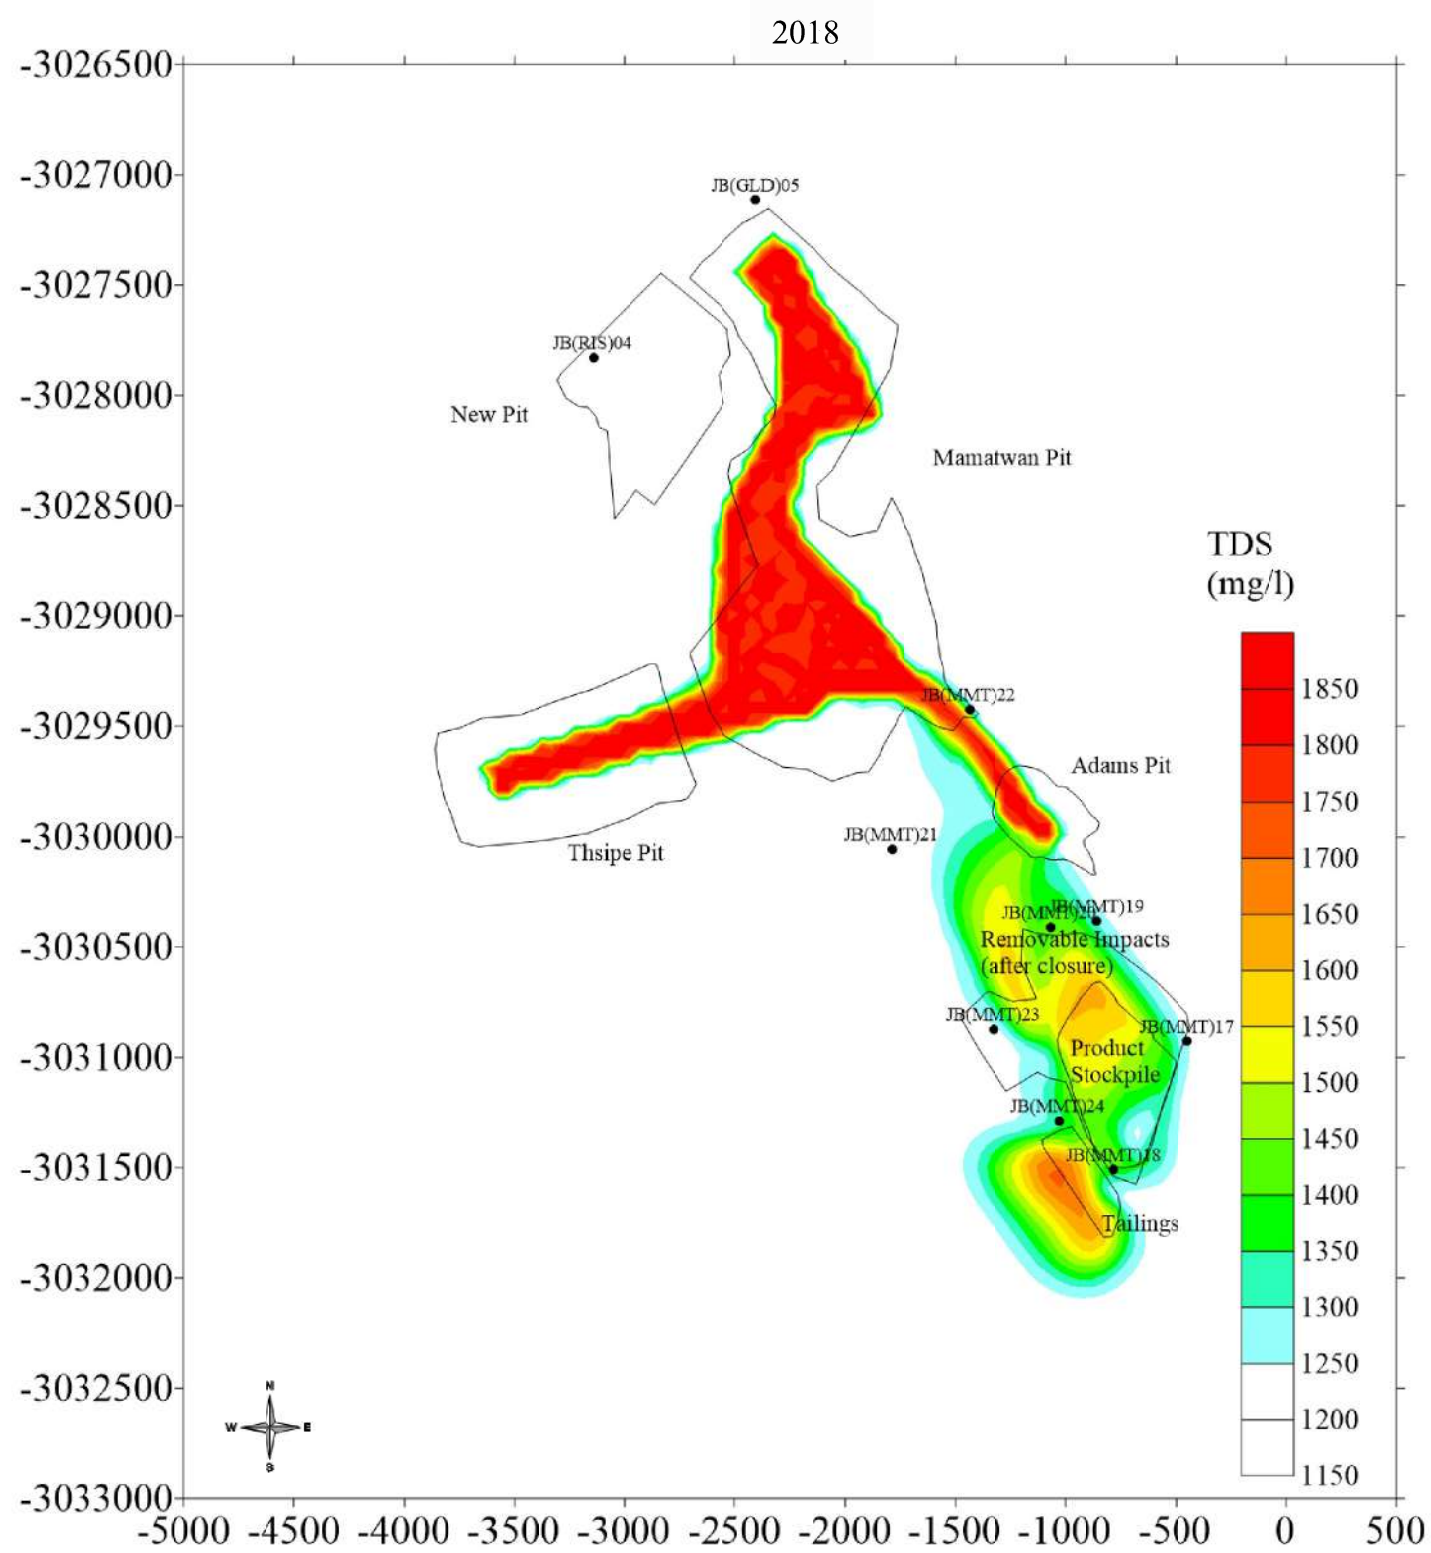 2018
-3026500
-3027000
JB(GLD)05
-3027500
JB(RIS)04
-3028000
New Pit
Mamatwan Pit
-3028500
TDS
(mg/l)
-3029000
1850
JB(MMT)22
-3029500
1800
Adams Pit
1750
-3030000
JB(MMT)21
Thsipe Pit
1700
JB(MMT)19
1650
-3030500
Removable Impacts
(after closure)
1600
JB(MMT)23
JB(MMT)17
1550
-3031000
Product
Stockpile
1500
JB(MMT)24
1450
-3031500
JB(MMT)18
1400
Tailings
1350
-3032000
1300
1250
-3032500
N
1200
W E
S
1150
-3033000
-5000 -4500 -4000 -3500 -3000 -2500 -2000 -1500 -1000 -500 0 500